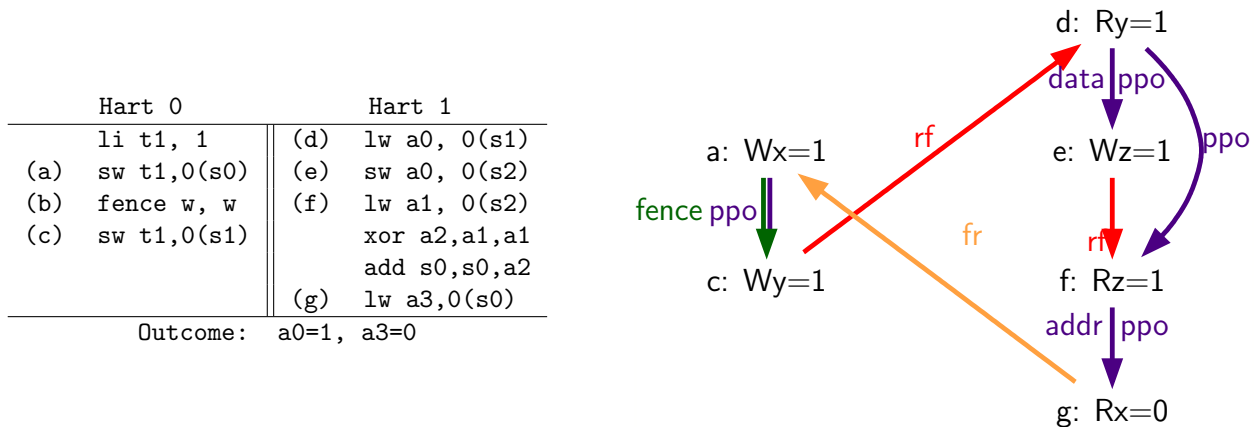 Hart 0 Hart 1
li t1, 1 (d) lw a0, 0(s1)
(a) sw t1,0(s0) (e) sw a0, 0(s2)
(b) fence w, w (f) lw a1, 0(s2)
(c) sw t1,0(s1) xor a2,a1,a1
add s0,s0,a2
(g) lw a3,0(s0)
Outcome: a0=1, a3=0
d: Ry=1
data ppo
rf
ppo
a: Wx=1
e: Wz=1
fence ppo
fr
rf
c: Wy=1
f: Rz=1
addr ppo
g: Rx=0